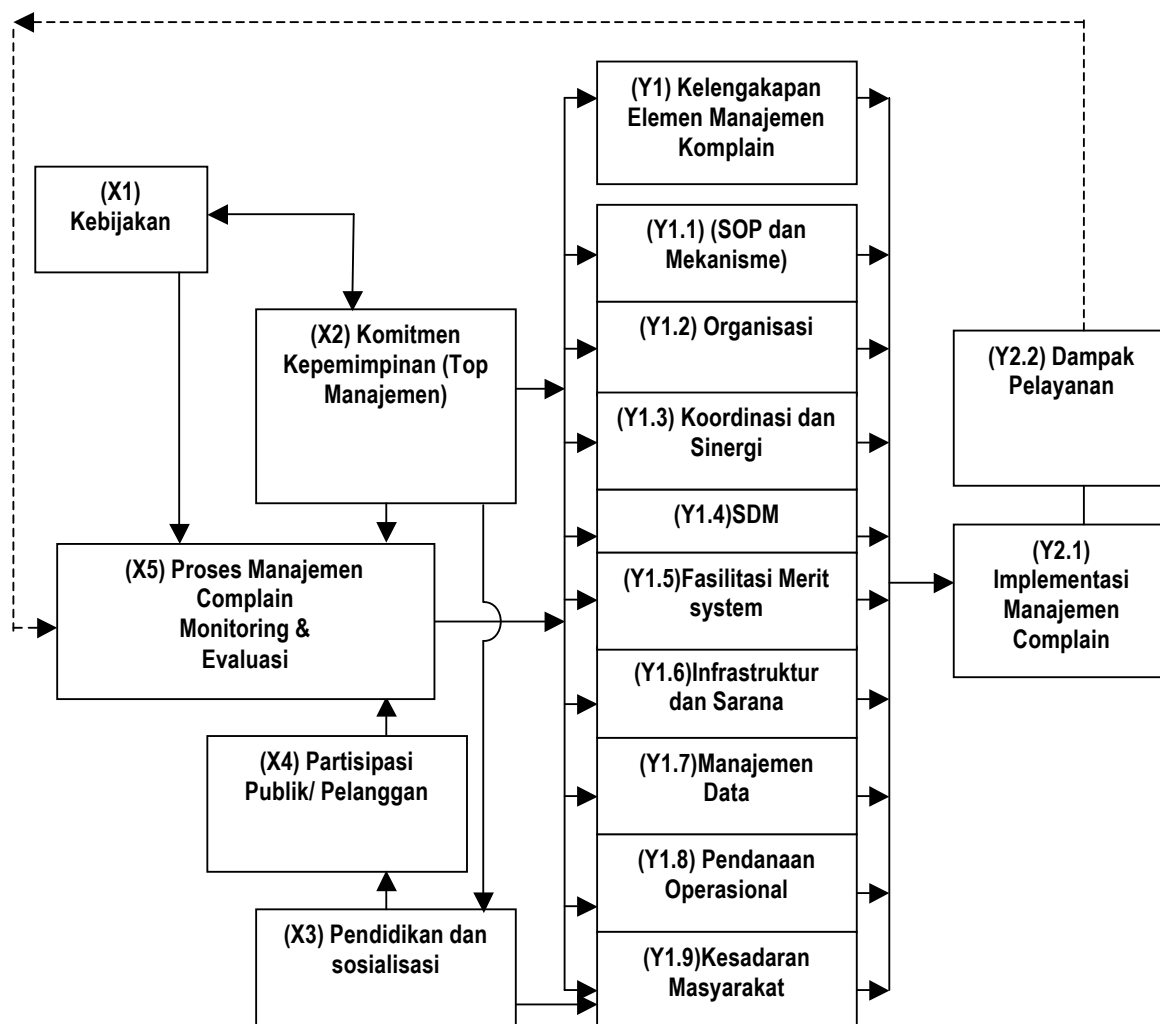 (Y1) Kelengakapan
Elemen Manajemen
Komplain
(X1)
Kebijakan
(Y1.1) (SOP dan
Mekanisme)
(X2) Komitmen
Kepemimpinan (Top
Manajemen)
(Y1.2) Organisasi
(Y2.2) Dampak
Pelayanan
(Y1.3) Koordinasi dan
Sinergi
(Y1.4)SDM
(X5) Proses Manajemen
Complain
Monitoring &
Evaluasi
(Y1.5)Fasilitasi Merit
system
(Y2.1)
Implementasi
Manajemen
Complain
(Y1.6)Infrastruktur
dan Sarana
(X4) Partisipasi
Publik/ Pelanggan
(Y1.7)Manajemen
Data
(Y1.8) Pendanaan
Operasional
(X3) Pendidikan dan
sosialisasi
(Y1.9)Kesadaran
Masyarakat